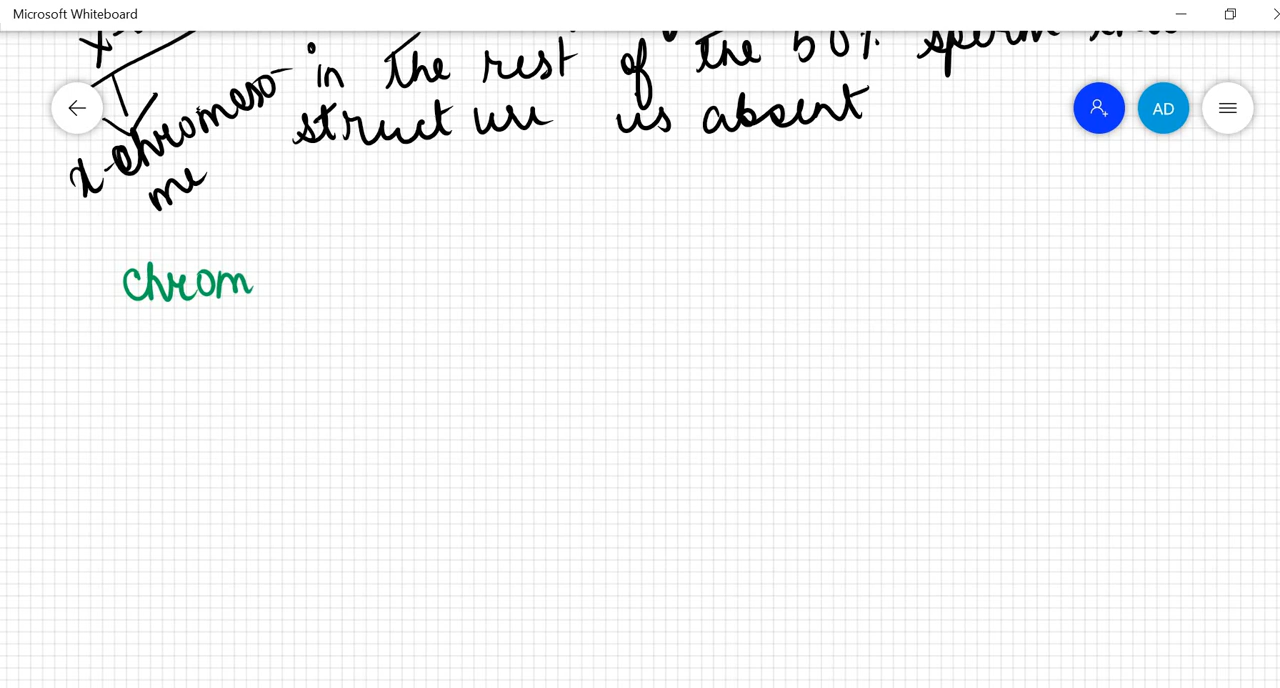 Microsoft Whiteboard
in the rest of the 50% sperm
structure is absent
x-chromoso-
me
AD
chrom